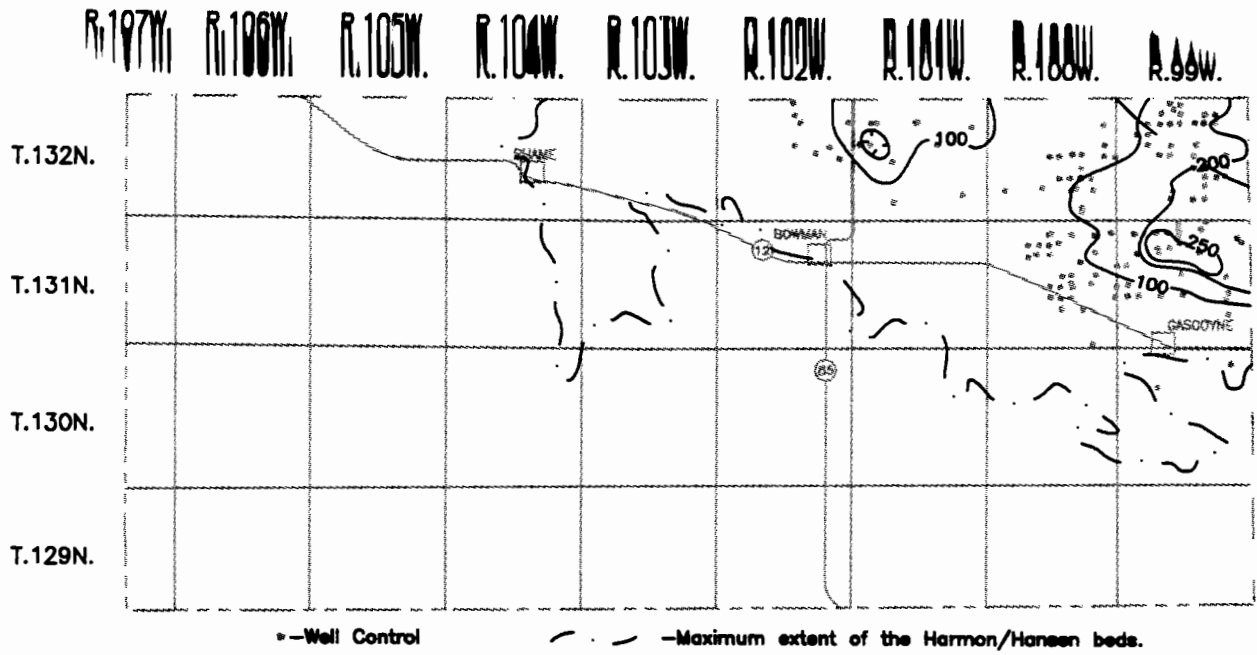 R.107W. R.106W. R.105W. R.104W. R.103W. R.102W. R.101W. R.100W. R.99W.
T.132N.
RHAME
100
200
BOWMAN
12
250
T.131N.
100
GASCOYNE
85
T.130N.
T.129N.
*-Well Control
-Maximum extent of the Harmon/Hansen beds.